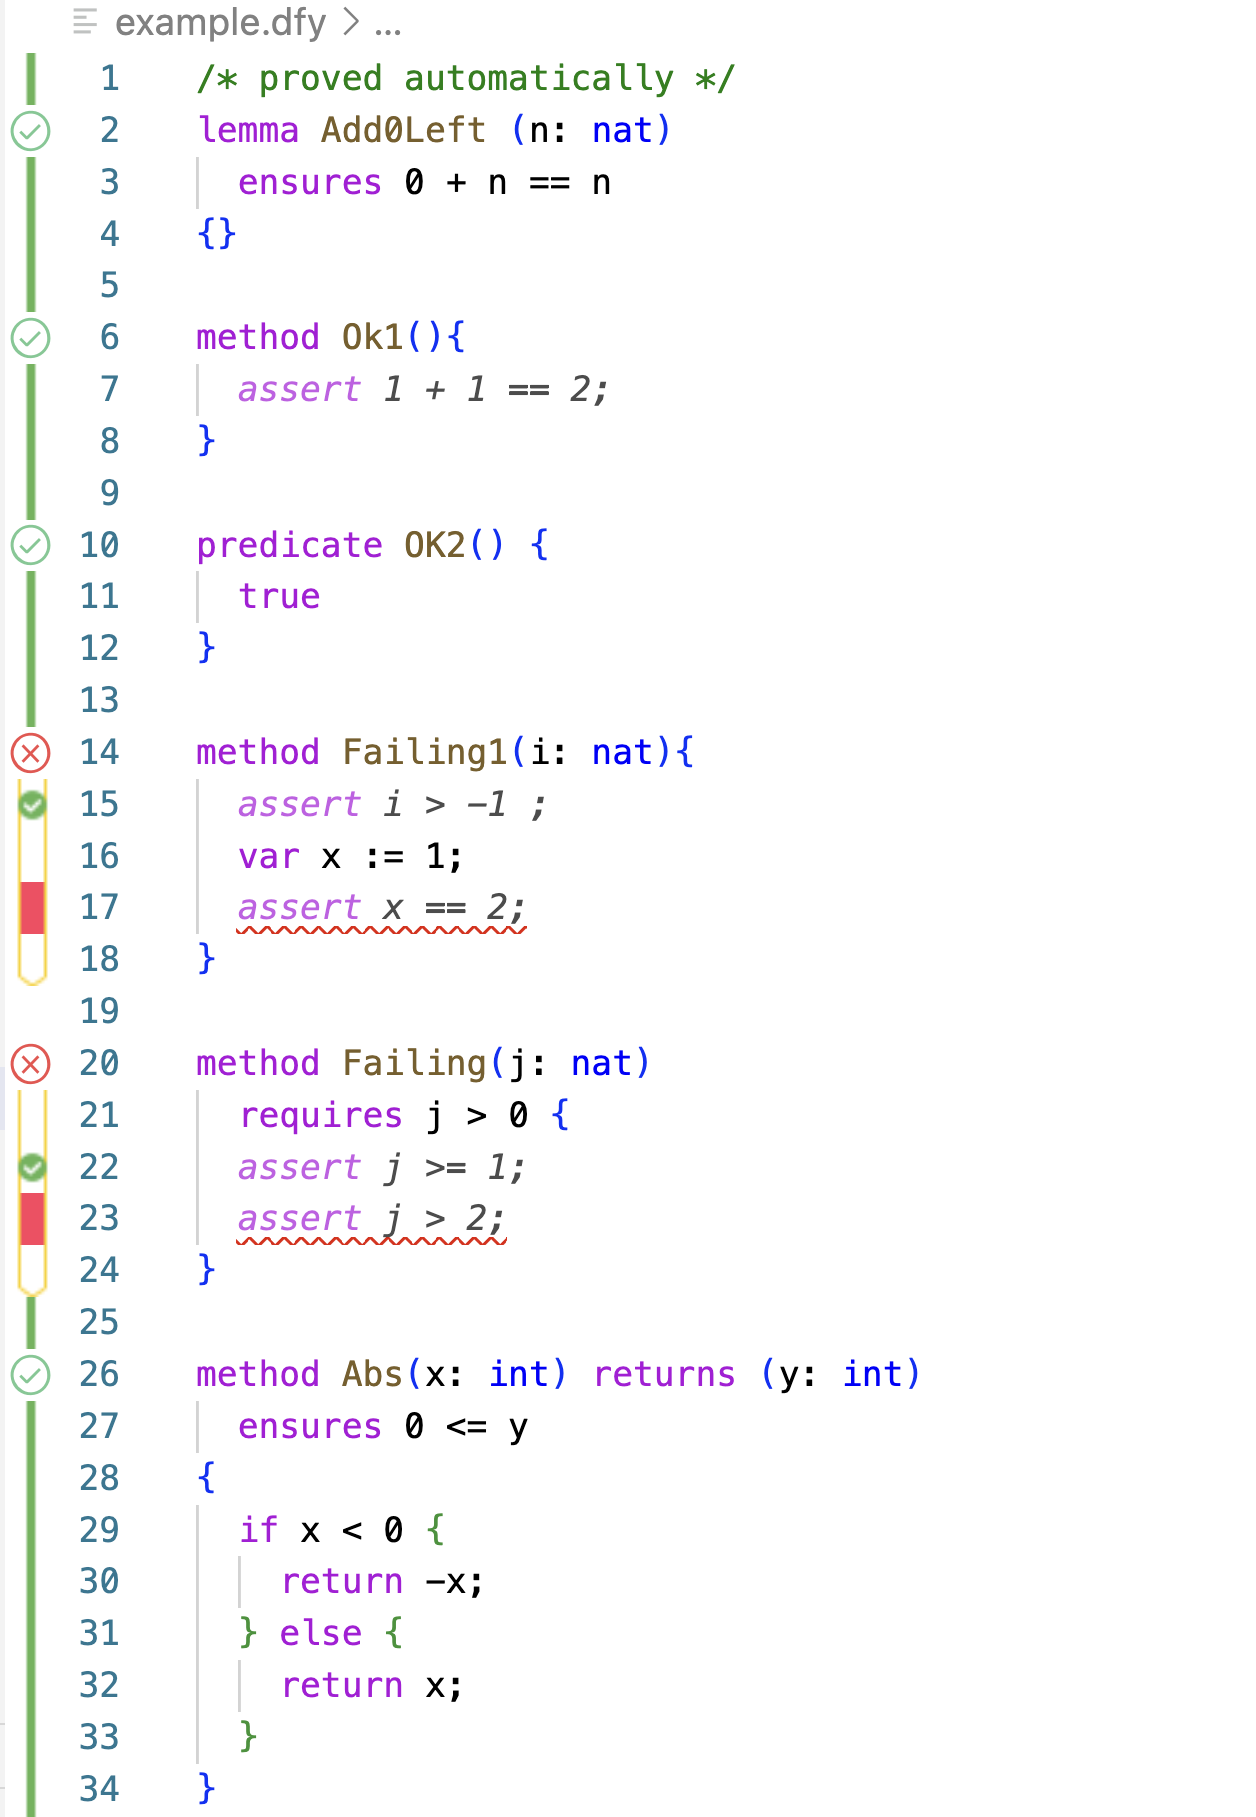 example.dfy > ...
1 /* proved automatically */
2 lemma Add0Left (n: nat)
3   ensures 0 + n == n
4 {}
5
6 method Ok1(){
7   assert 1 + 1 == 2;
8 }
9
10 predicate OK2() {
11   true
12 }
13
14 method Failing1(i: nat){
15   assert i > -1 ;
16   var x := 1;
17   assert x == 2;
18 }
19
20 method Failing(j: nat)
21   requires j > 0 {
22   assert j >= 1;
23   assert j > 2;
24 }
25
26 method Abs(x: int) returns (y: int)
27   ensures 0 <= y
28 {
29   if x < 0 {
30     return -x;
31   } else {
32     return x;
33   }
34 }